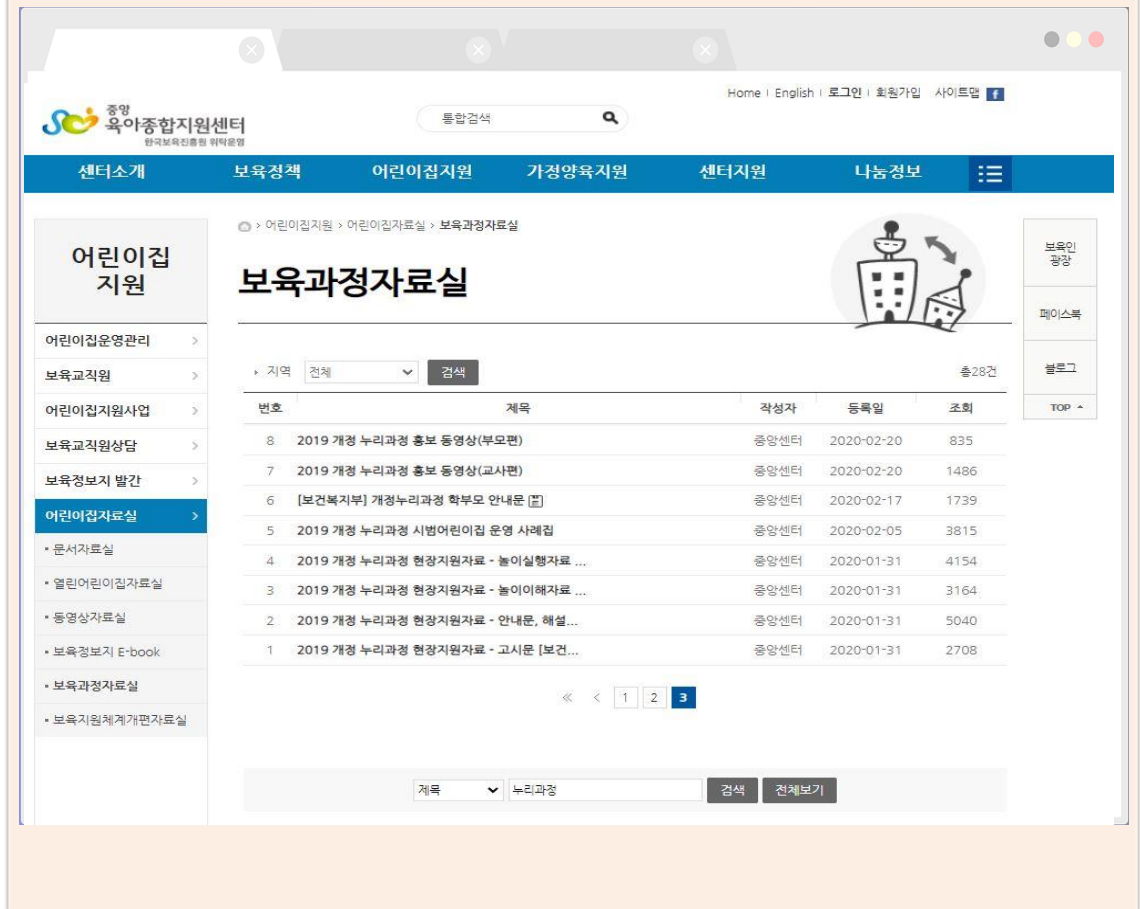 Home | English | 로그인 | 회원가입 사이트맵 f
중앙
육아종합지원센터
한국보육진흥원 위탁운영
통합검색
센터소개 보육정책 어린이집지원 가정양육지원 센터지원 나눔정보
어린이집
지원
어린이집운영관리 >
보육교직원 >
어린이집지원사업 >
보육교직원상담 >
보육정보지 발간 >
어린이집자료실 >
▪ 문서자료실
▪ 열린어린이집자료실
▪ 동영상자료실
▪ 보육정보지 E-book
▪ 보육과정자료실
▪ 보육지원체계개편자료실
> 어린이집지원 > 어린이집자료실 > 보육과정자료실
보육과정자료실
지역 전체 검색 총28건
번호 제목 작성자 등록일 조회
8 2019 개정 누리과정 홍보 동영상(부모편) 중앙센터 2020-02-20 835
7 2019 개정 누리과정 홍보 동영상(교사편) 중앙센터 2020-02-20 1486
6 [보건복지부] 개정누리과정 학부모 안내문 중앙센터 2020-02-17 1739
5 2019 개정 누리과정 시범어린이집 운영 사례집 중앙센터 2020-02-05 3815
4 2019 개정 누리과정 현장지원자료 - 놀이실행자료 ... 중앙센터 2020-01-31 4154
3 2019 개정 누리과정 현장지원자료 - 놀이이해자료 ... 중앙센터 2020-01-31 3164
2 2019 개정 누리과정 현장지원자료 - 안내문, 해설... 중앙센터 2020-01-31 5040
1 2019 개정 누리과정 현장지원자료 - 고시문 [보건... 중앙센터 2020-01-31 2708
≪ < 1 2 3
제목 누리과정 검색 전체보기
보육인
광장
페이스북
블로그
TOP